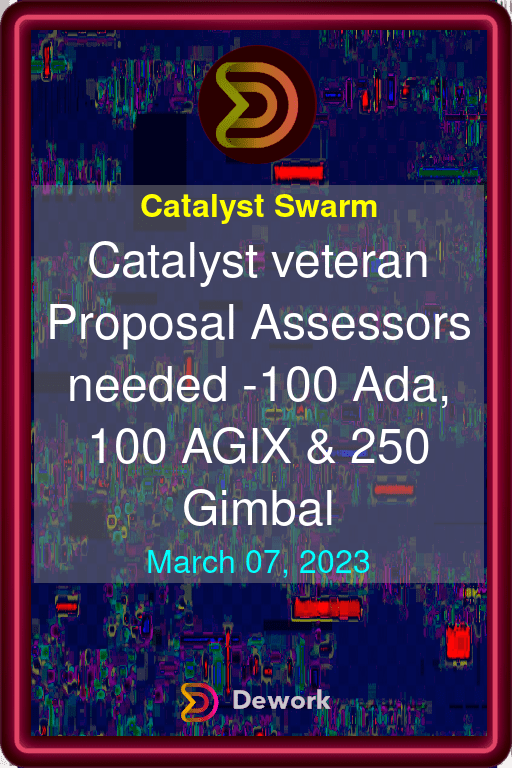 Catalyst Swarm
Catalyst veteran
Proposal Assessors
needed -100 Ada,
100 AGIX & 250
Gimbal
March 07, 2023
Dework